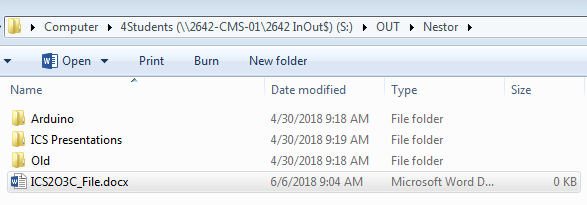 Computer 4Students (\\2642-CMS-01\2642 InOut$) (S:) OUT Nestor
Open Print Burn New folder
Name Date modified Type Size
Arduino 4/30/2018 9:18 AM File folder
ICS Presentations 4/30/2018 9:19 AM File folder
Old 4/30/2018 9:18 AM File folder
ICS2O3C_File.docx 6/6/2018 9:04 AM Microsoft Word D... 0 KB